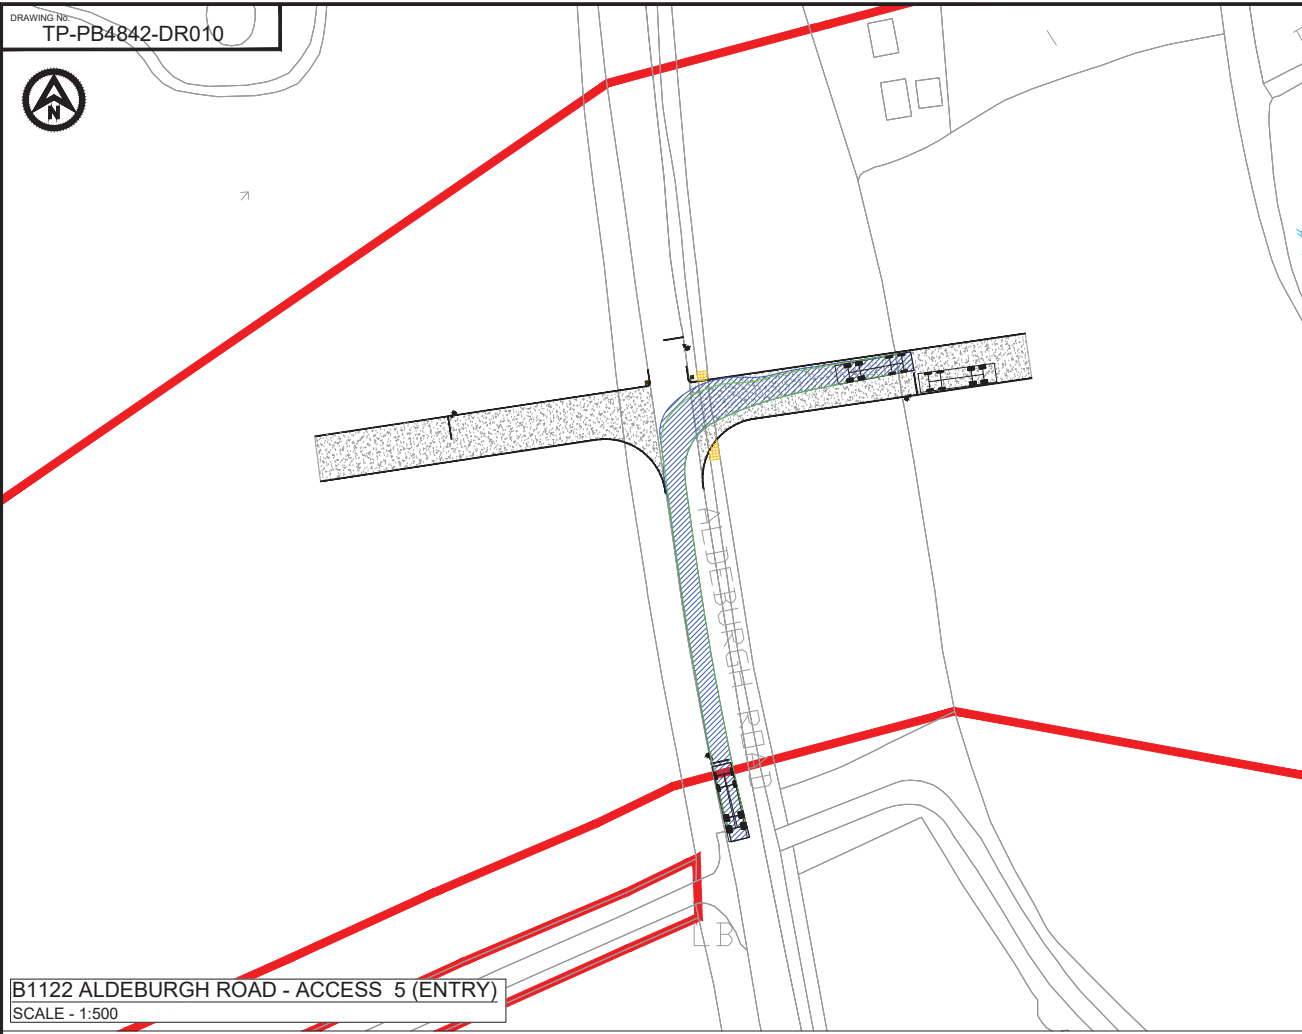 DRAWING No.
TP-PB4842-DR010
N
ALDEBURGH ROAD
LB
B1122 ALDEBURGH ROAD - ACCESS 5 (ENTRY)
SCALE - 1:500